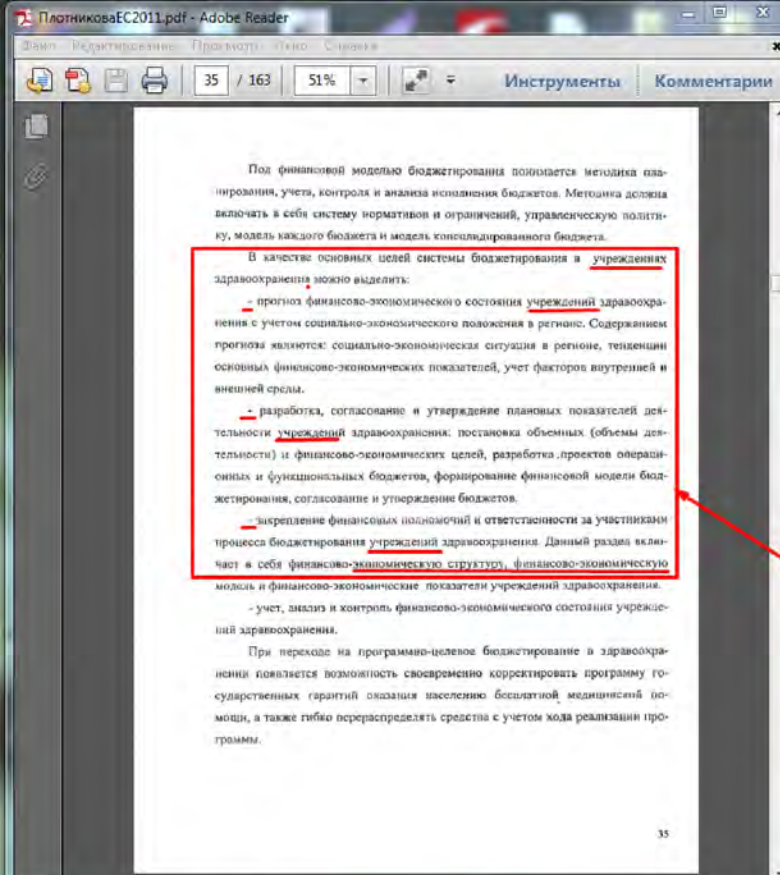 ПлотниковаЕС2011.pdf - Adobe Reader
Файл Редактирование Просмотр Окно Справка
35 / 163 51% Инструменты Комментарии
Под финансовой моделью бюджетирования понимается методика пла-
нирования, учета, контроля и анализа исполнения бюджетов. Методика должна
включать в себя систему нормативов и ограничений, управленческую полити-
ку, модель каждого бюджета и модель консолидированного бюджета.
В качестве основных целей системы бюджетирования в учреждениях
здравоохранения можно выделить:
- прогноз финансово-экономического состояния учреждений здравоохра-
нения с учетом социально-экономического положения в регионе. Содержанием
прогноза являются: социально-экономическая ситуация в регионе, тенденции
основных финансово-экономических показателей, учет факторов внутренней и
внешней среды.
- разработка, согласование и утверждение плановых показателей дея-
тельности учреждений здравоохранения: постановка объемных (объемы дея-
тельности) и финансово-экономических целей, разработка проектов операци-
онных и функциональных бюджетов, формирование финансовой модели бюд-
жетирования, согласование и утверждение бюджетов.
- закрепление финансовых полномочий и ответственности за участниками
процесса бюджетирования учреждений здравоохранения. Данный раздел вклю-
чает в себя финансово-экономическую структуру, финансово-экономическую
модель и финансово-экономические показатели учреждений здравоохранения.
- учет, анализ и контроль финансово-экономического состояния учрежде-
ний здравоохранения.
При переходе на программно-целевое бюджетирование в здравоохра-
нении появляется возможность своевременно корректировать программу го-
сударственных гарантий оказания населению бесплатной медицинской по-
мощи, а также гибко перераспределять средства с учетом хода реализации про-
граммы.
35